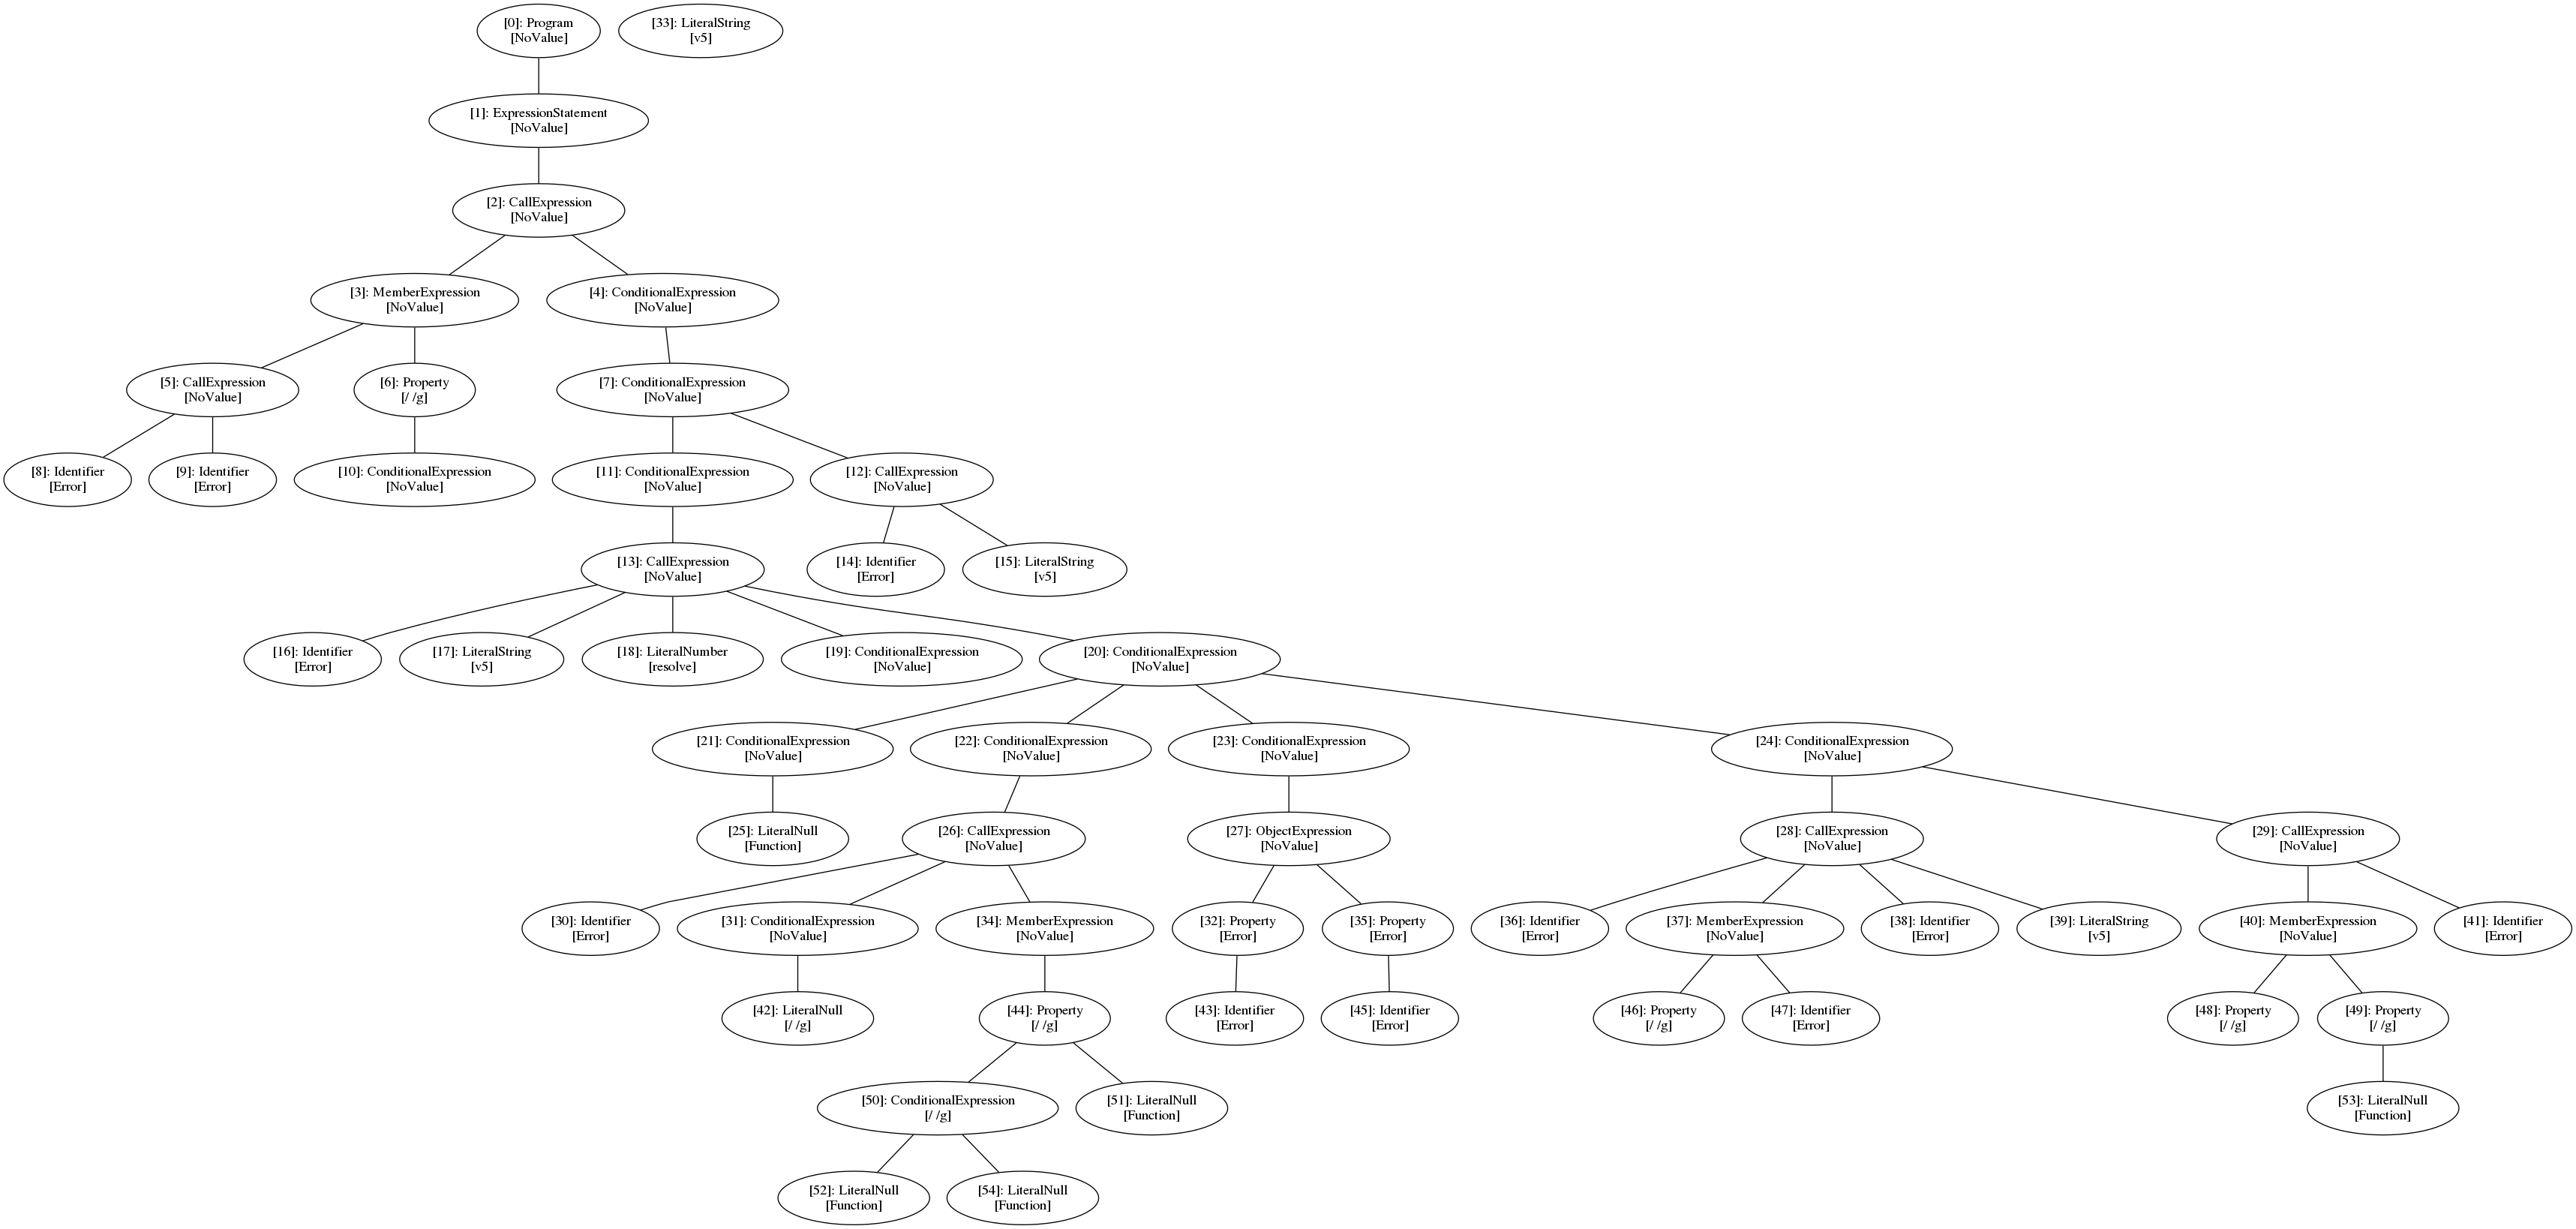 [0]: Program
[NoValue]
[33]: LiteralString
[v5]
[1]: ExpressionStatement
[NoValue]
[2]: CallExpression
[NoValue]
[3]: MemberExpression
[NoValue]
[4]: ConditionalExpression
[NoValue]
[5]: CallExpression
[NoValue]
[6]: Property
[/ /g]
[7]: ConditionalExpression
[NoValue]
[8]: Identifier
[Error]
[9]: Identifier
[Error]
[10]: ConditionalExpression
[NoValue]
[11]: ConditionalExpression
[NoValue]
[12]: CallExpression
[NoValue]
[13]: CallExpression
[NoValue]
[14]: Identifier
[Error]
[15]: LiteralString
[v5]
[16]: Identifier
[Error]
[17]: LiteralString
[v5]
[18]: LiteralNumber
[resolve]
[19]: ConditionalExpression
[NoValue]
[20]: ConditionalExpression
[NoValue]
[21]: ConditionalExpression
[NoValue]
[22]: ConditionalExpression
[NoValue]
[23]: ConditionalExpression
[NoValue]
[24]: ConditionalExpression
[NoValue]
[25]: LiteralNull
[Function]
[26]: CallExpression
[NoValue]
[27]: ObjectExpression
[NoValue]
[28]: CallExpression
[NoValue]
[29]: CallExpression
[NoValue]
[30]: Identifier
[Error]
[31]: ConditionalExpression
[NoValue]
[34]: MemberExpression
[NoValue]
[32]: Property
[Error]
[35]: Property
[Error]
[36]: Identifier
[Error]
[37]: MemberExpression
[NoValue]
[38]: Identifier
[Error]
[39]: LiteralString
[v5]
[40]: MemberExpression
[NoValue]
[41]: Identifier
[Error]
[42]: LiteralNull
[/ /g]
[44]: Property
[/ /g]
[43]: Identifier
[Error]
[45]: Identifier
[Error]
[46]: Property
[/ /g]
[47]: Identifier
[Error]
[48]: Property
[/ /g]
[49]: Property
[/ /g]
[50]: ConditionalExpression
[/ /g]
[51]: LiteralNull
[Function]
[53]: LiteralNull
[Function]
[52]: LiteralNull
[Function]
[54]: LiteralNull
[Function]